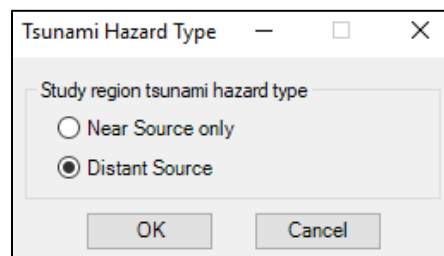 Tsunami Hazard Type
Study region tsunami hazard type
Near Source only
Distant Source
OK Cancel